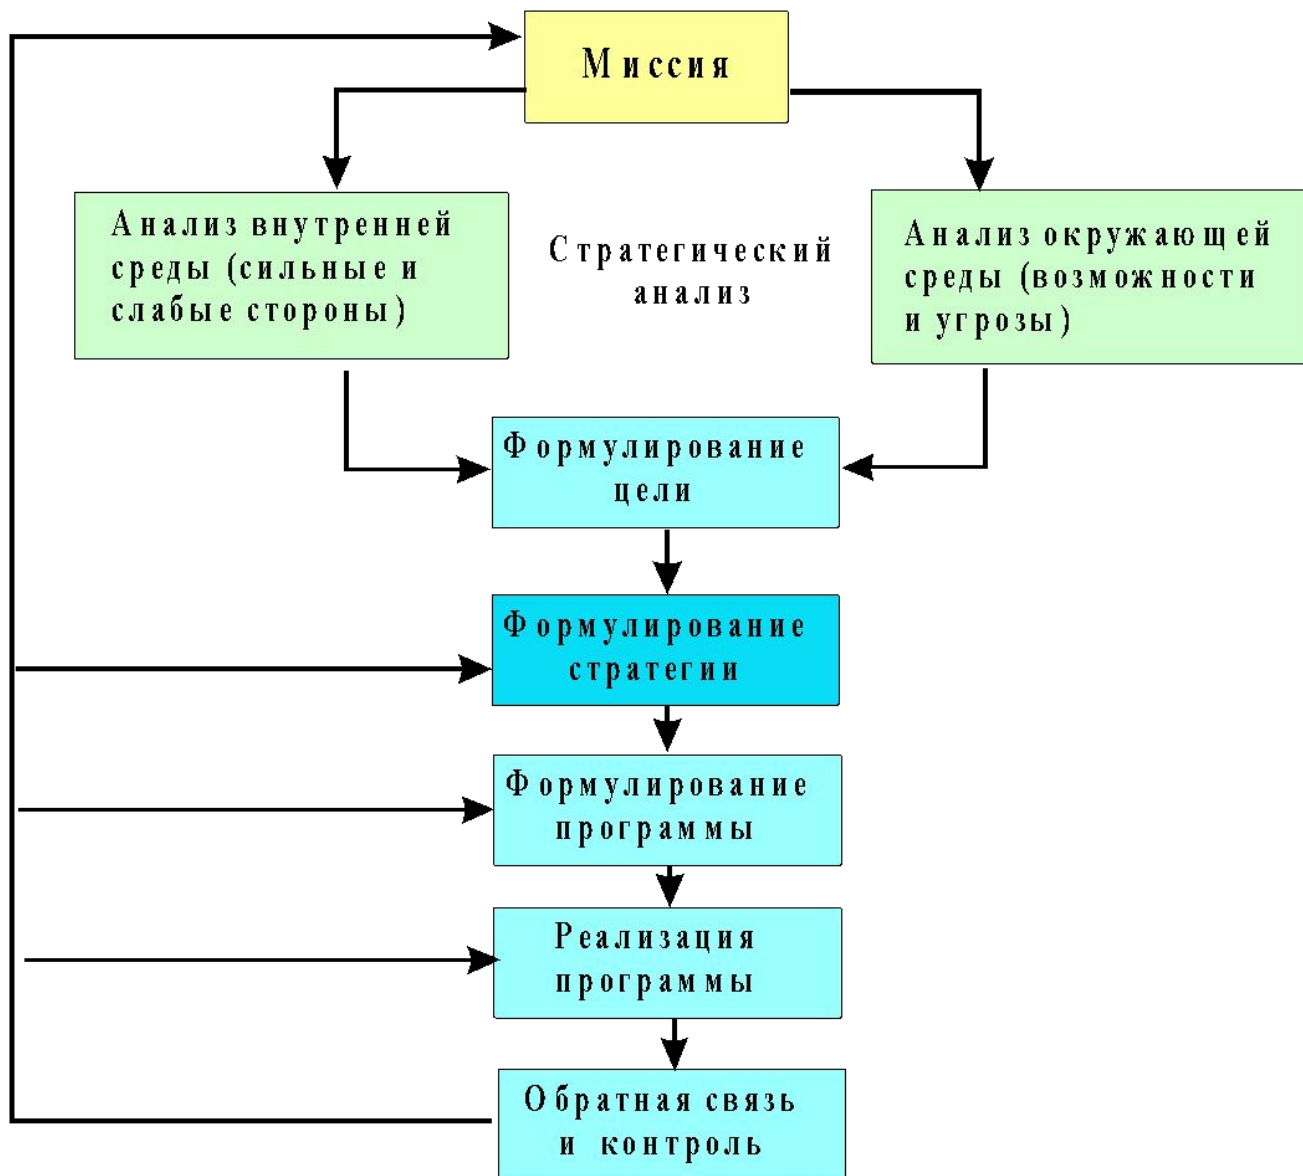 Миссия
Анализ внутренней
среды (сильные и
слабые стороны)
Стратегический
анализ
Анализ окружающей
среды (возможности
и угрозы)
Формулирование
цели
Формулирование
стратегии
Формулирование
программы
Реализация
программы
Обратная связь
и контроль